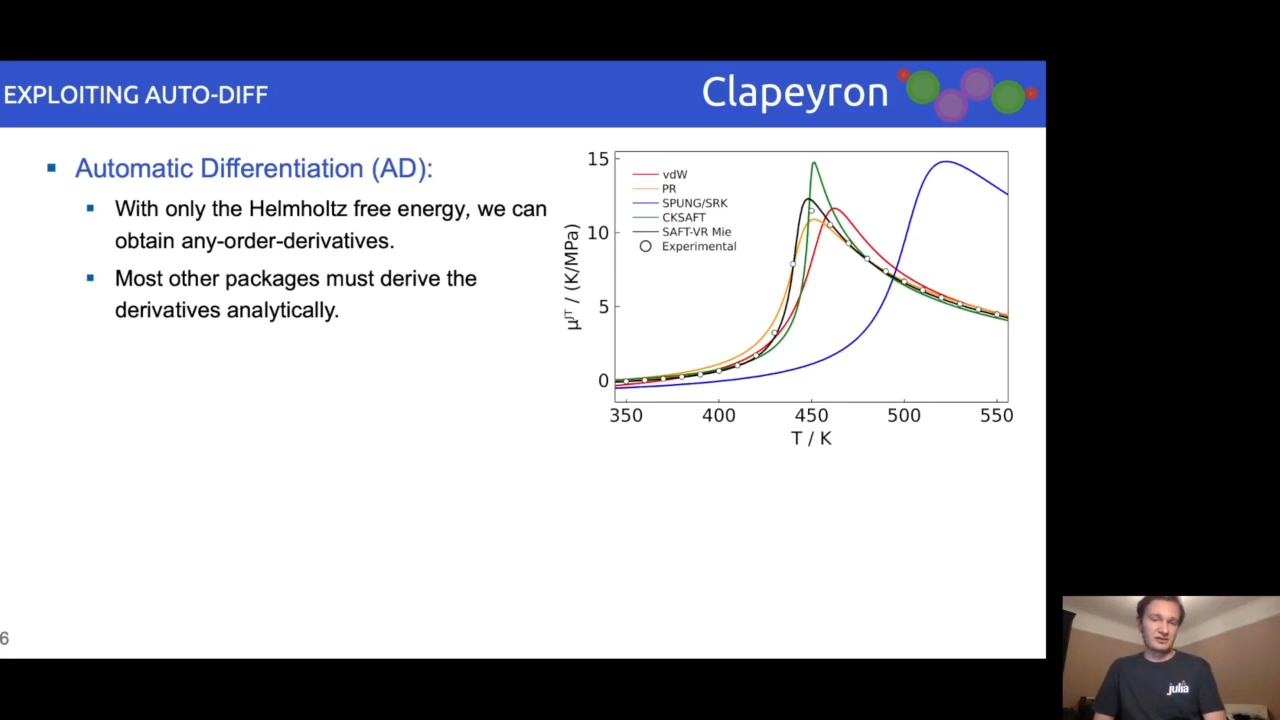 EXPLOITING AUTO-DIFF
Clapeyron
▪ Automatic Differentiation (AD):
▪ With only the Helmholtz free energy, we can
obtain any-order-derivatives.
▪ Most other packages must derive the
derivatives analytically.
15
10
5
0
μᴶᵀ / (K/MPa)
vdW
PR
SPUNG/SRK
CKSAFT
SAFT-VR Mie
Experimental
350 400 450 500 550
T / K
6
julia